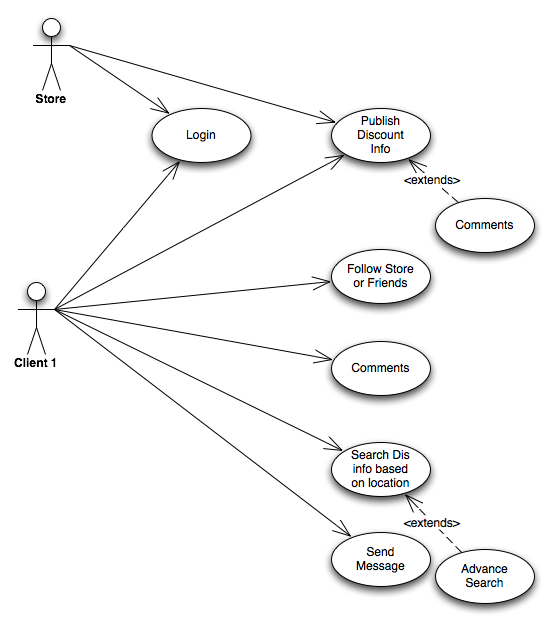 Store
Login
Publish
Discount
Info
<extends>
Comments
Follow Store
or Friends
Client 1
Comments
Search Dis
info based
on location
<extends>
Send
Message
Advance
Search